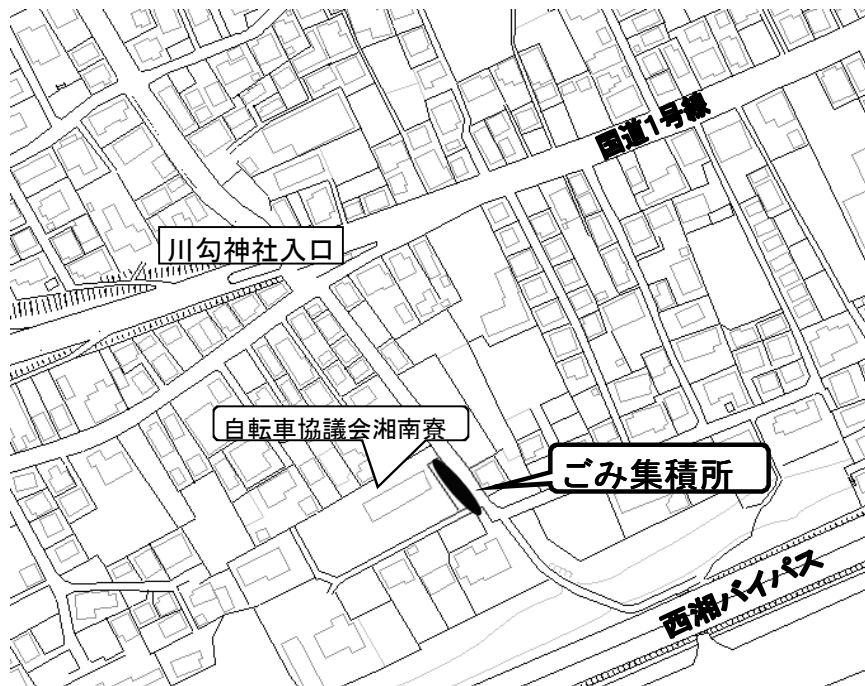 国道1号線
川勾神社入口
自転車協議会湘南寮
ごみ集積所
西湘バイパス